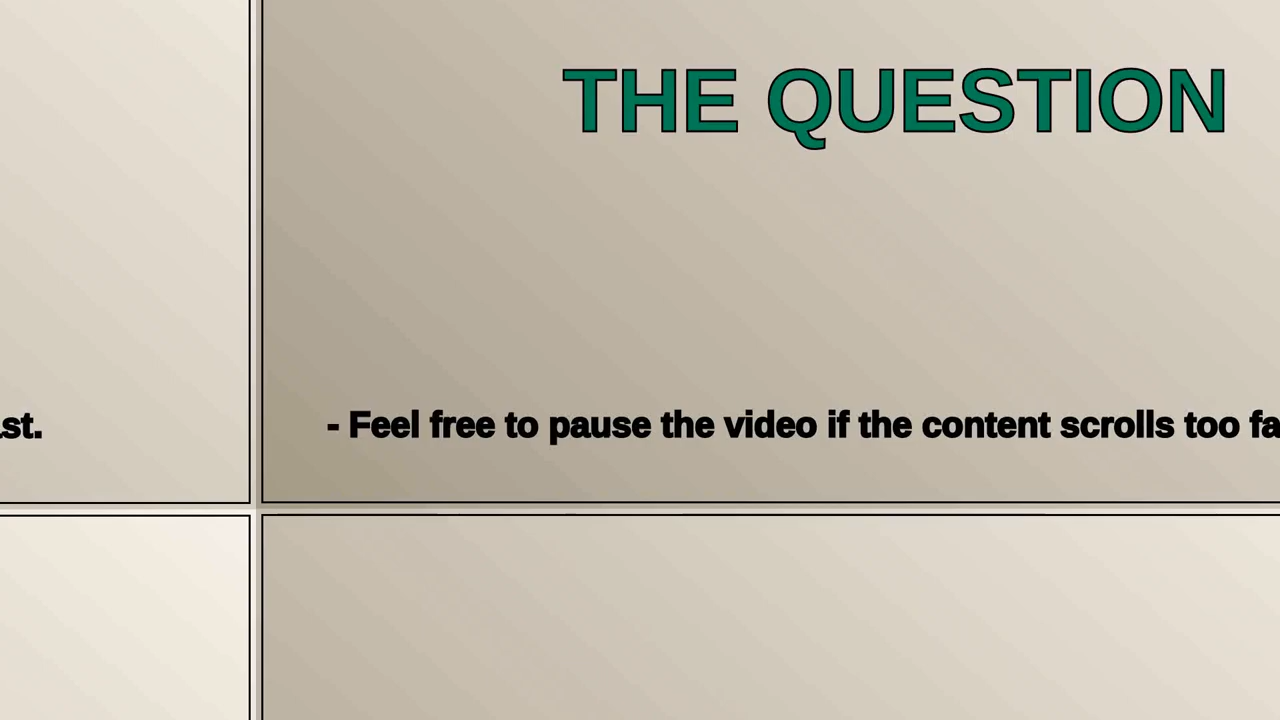 THE QUESTION
st.
- Feel free to pause the video if the content scrolls too fa